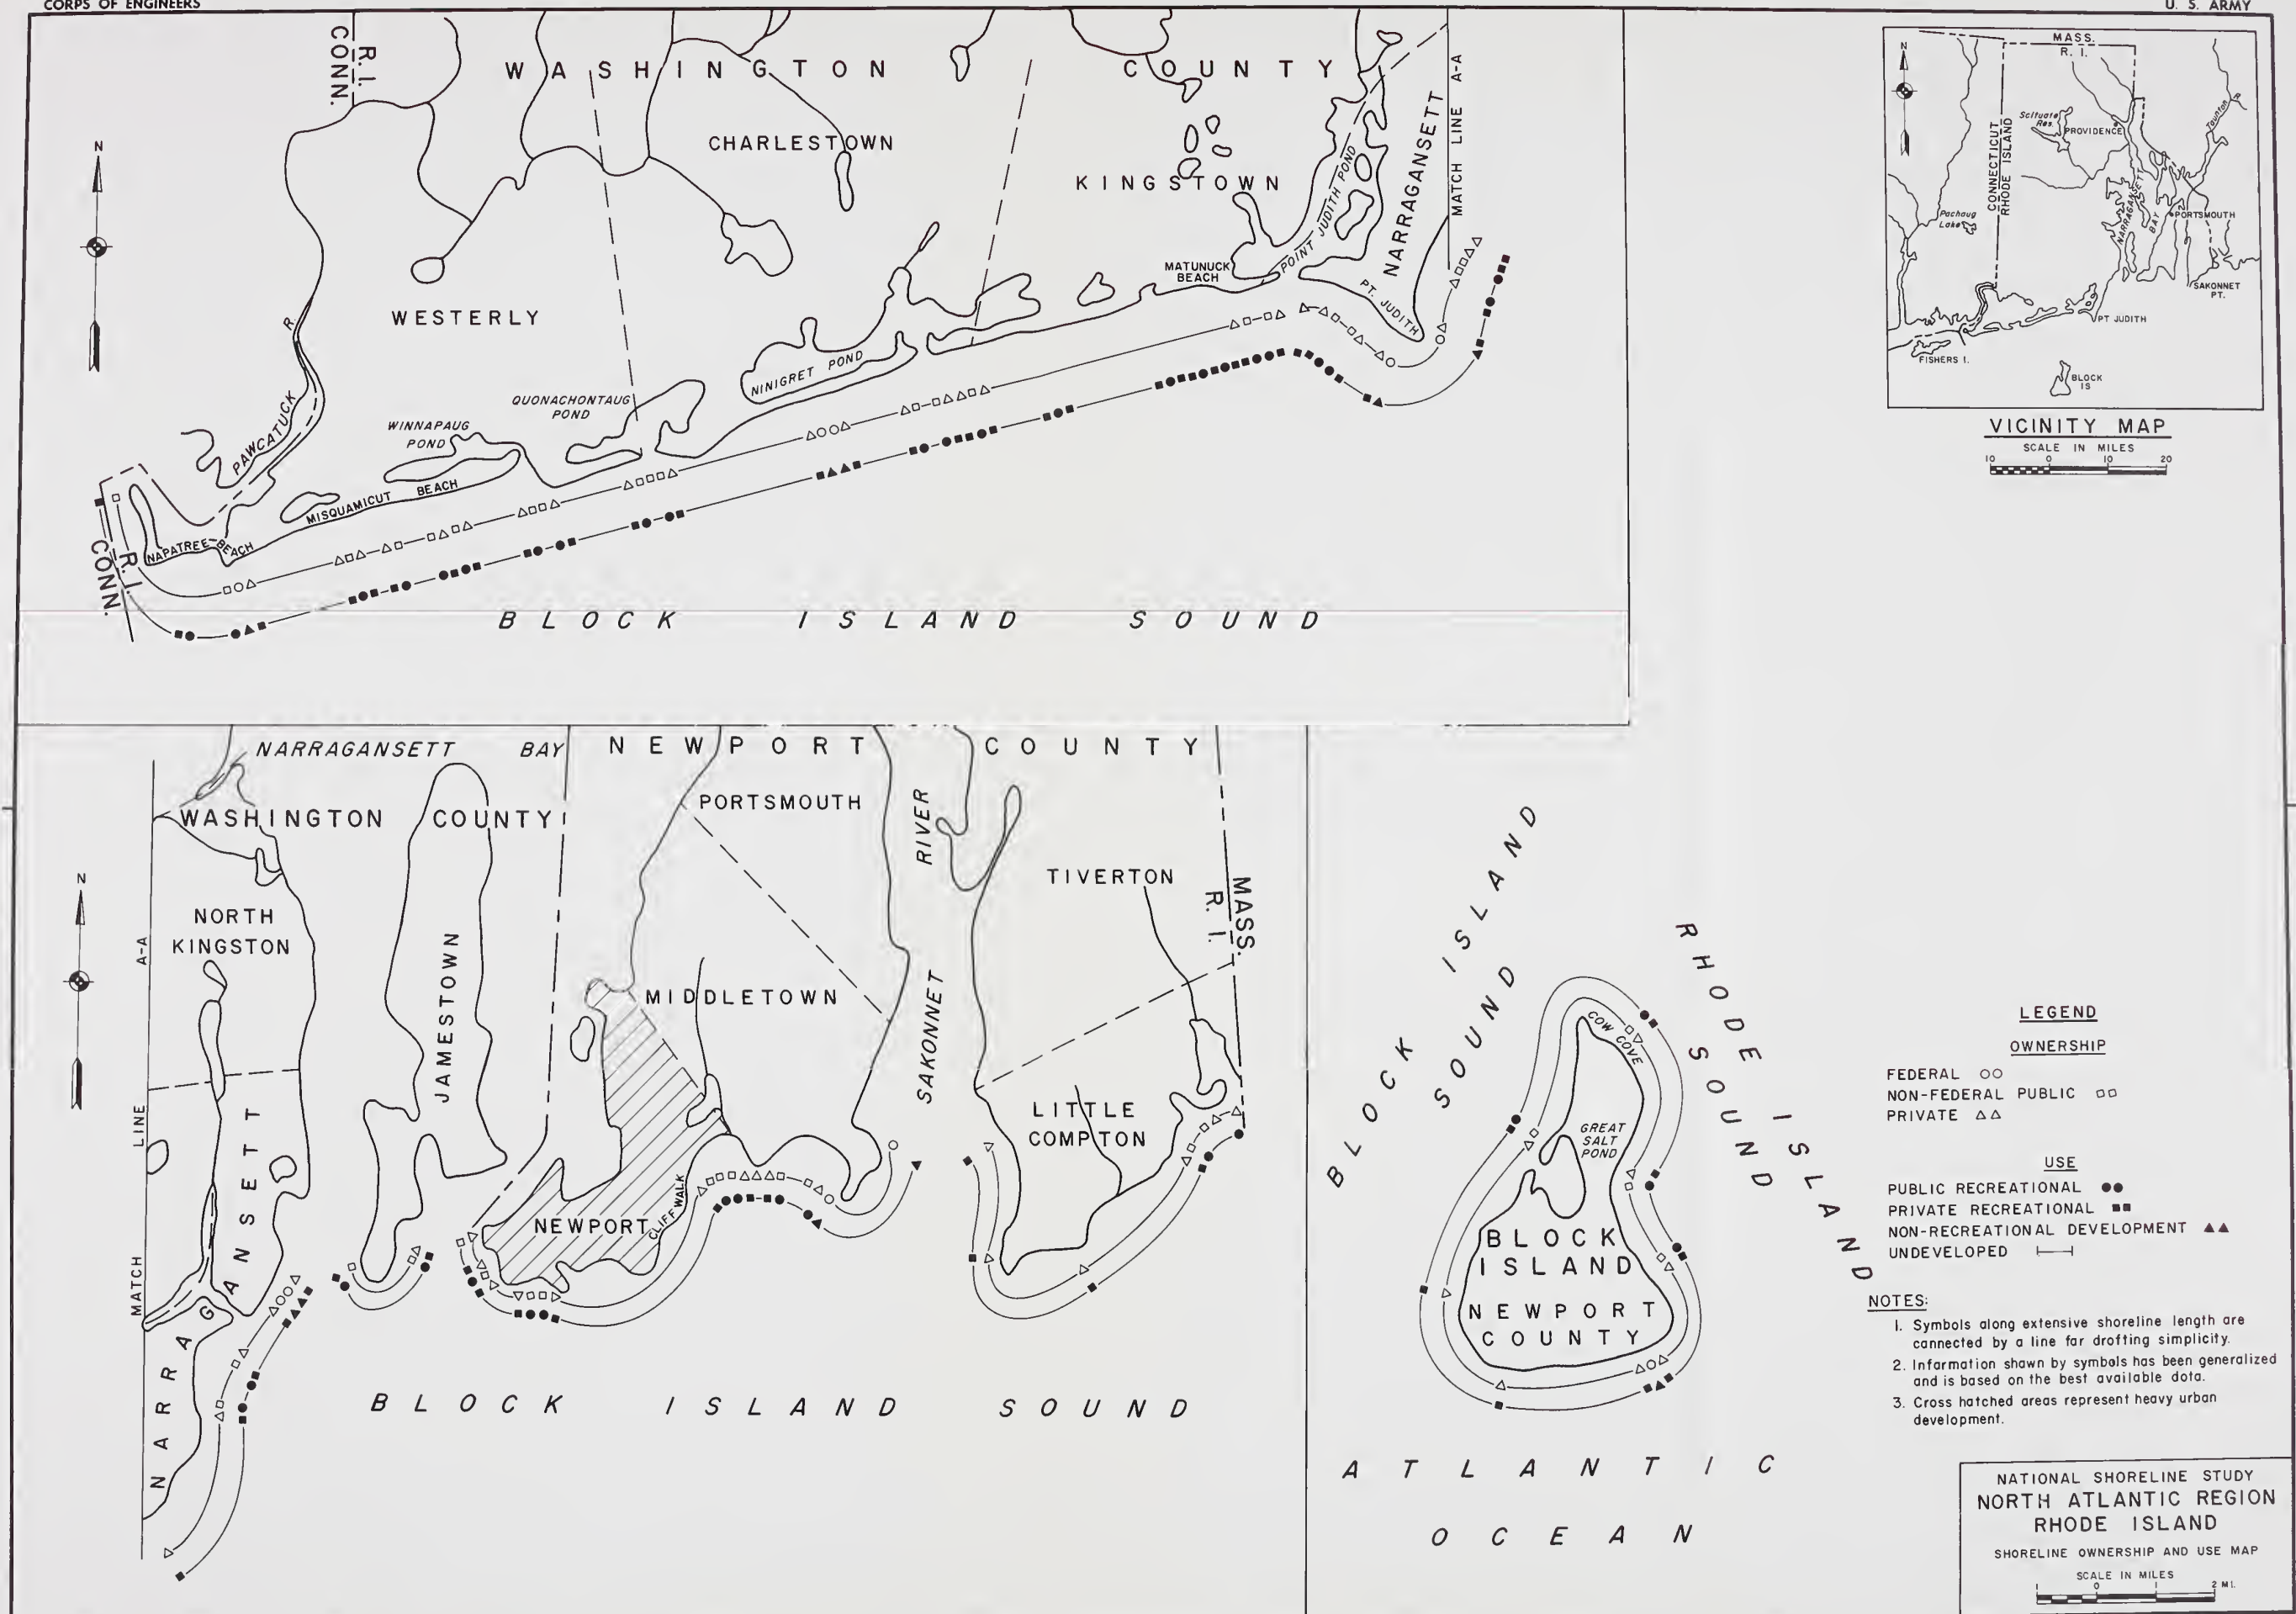 CORPS OF ENGINEERS
U. S. ARMY
R. I.
CONN.
WASHINGTON COUNTY
CHARLESTOWN
KINGSTOWN
NARRAGANSETT
MATCH LINE A-A
POINT JUDITH POND
MATUNUCK
BEACH
PT. JUDITH
N
WESTERLY
PAWCATUCK R.
WINNAPAUG
POND
QUONACHONTAUG
POND
NINIGRET POND
MISQUAMICUT BEACH
NAPATREE BEACH
R. I.
CONN.
BLOCK ISLAND SOUND
N
MASS.
R. I.
CONNECTICUT
RHODE ISLAND
Scituate
Res.
PROVIDENCE
Taunton R.
NARRAGANSETT
BAY
PORTSMOUTH
Pachaug
Lake
SAKONNET
PT.
PT JUDITH
FISHERS I.
BLOCK
IS
VICINITY MAP
SCALE IN MILES
10 0 10 20
NARRAGANSETT BAY
NEWPORT COUNTY
WASHINGTON COUNTY
PORTSMOUTH
SAKONNET RIVER
TIVERTON
MASS.
R. I.
N
NORTH
KINGSTON
JAMESTOWN
MIDDLETOWN
MATCH LINE A-A
NARRAGANSETT
LITTLE
COMPTON
NEWPORT
CLIFF WALK
BLOCK ISLAND SOUND
BLOCK ISLAND
SOUND
RHODE ISLAND
SOUND
COW COVE
GREAT
SALT
POND
BLOCK
ISLAND
NEWPORT
COUNTY
ATLANTIC
OCEAN
LEGEND
OWNERSHIP
FEDERAL ○○
NON-FEDERAL PUBLIC □□
PRIVATE △△
USE
PUBLIC RECREATIONAL ●●
PRIVATE RECREATIONAL ■■
NON-RECREATIONAL DEVELOPMENT ▲▲
UNDEVELOPED
NOTES:
1. Symbols along extensive shoreline length are
cannected by a line far drofting simplicity.
2. Infarmation shawn by symbols has been generalized
and is based on the best available dota.
3. Cross hatched areas represent heavy urban
development.
NATIONAL SHORELINE STUDY
NORTH ATLANTIC REGION
RHODE ISLAND
SHORELINE OWNERSHIP AND USE MAP
SCALE IN MILES
1 0 1 2 MI.